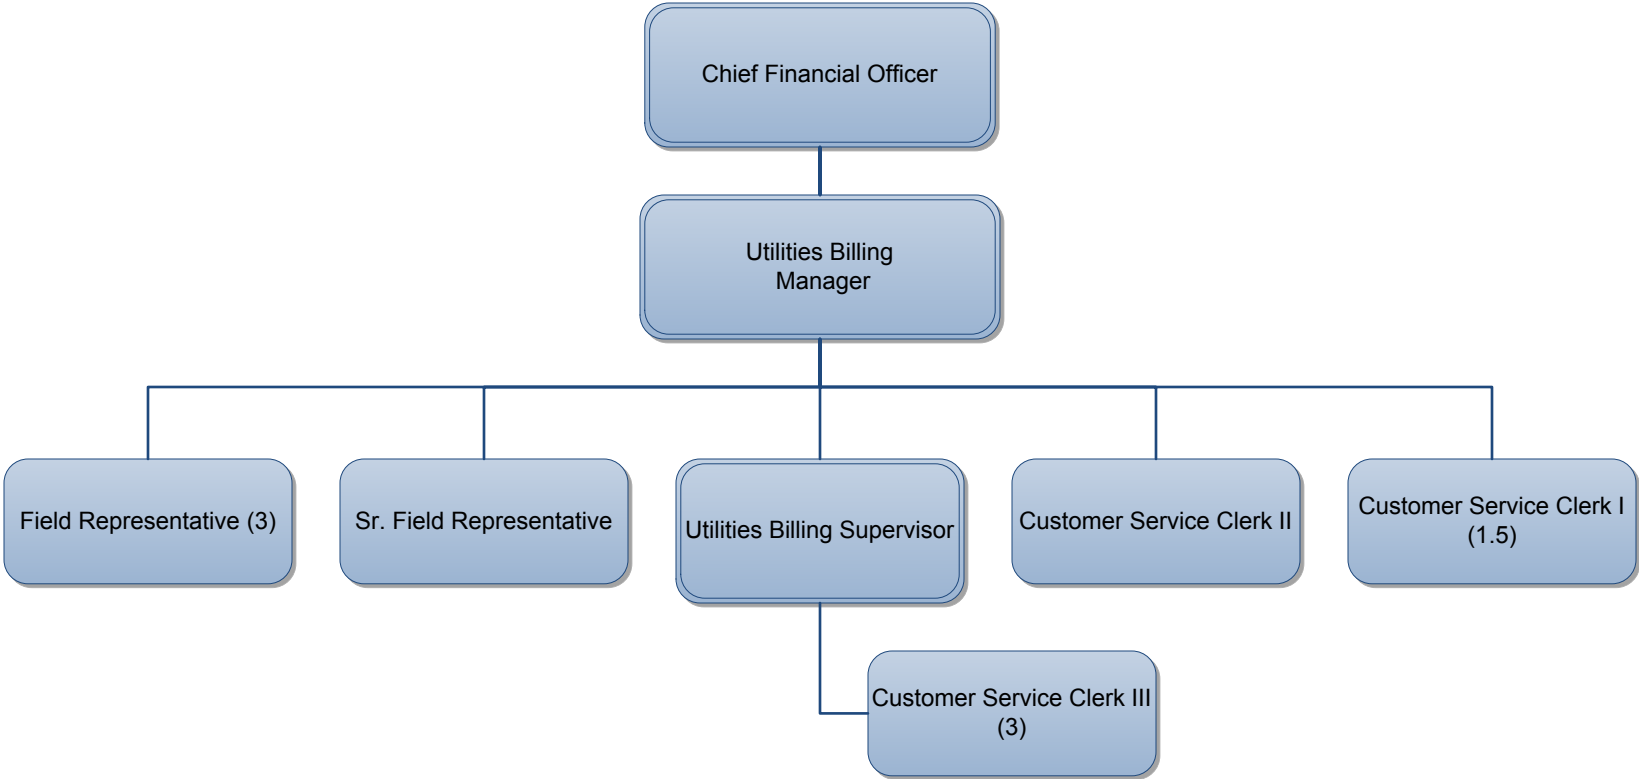 Chief Financial Officer
Utilities Billing
Manager
Field Representative (3)
Sr. Field Representative
Utilities Billing Supervisor
Customer Service Clerk II
Customer Service Clerk I
(1.5)
Customer Service Clerk III
(3)